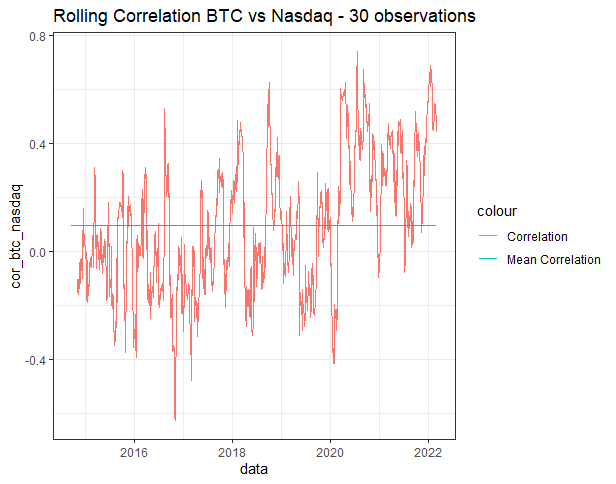 Rolling Correlation BTC vs Nasdaq - 30 observations
0.8
0.4
0.0
-0.4
cor_btc_nasdaq
2016
2018
2020
2022
data
colour
Correlation
Mean Correlation